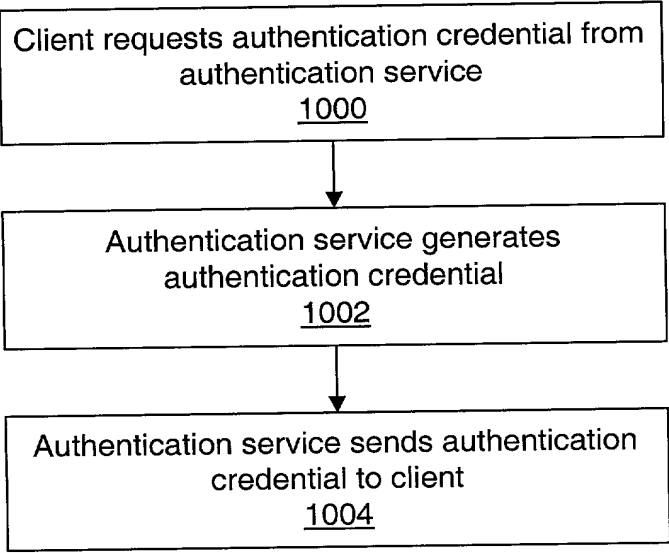 Client requests authentication credential from
authentication service
1000
Authentication service generates
authentication credential
1002
Authentication service sends authentication
credential to client
1004